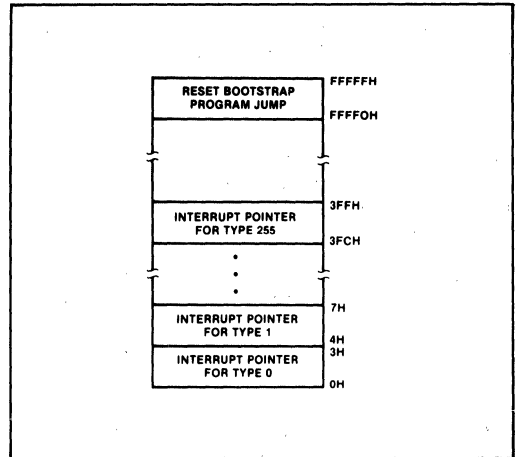 RESET BOOTSTRAP
PROGRAM JUMP
FFFFFH
FFFF0H
3FFH
INTERRUPT POINTER
FOR TYPE 255
3FCH
7H
INTERRUPT POINTER
FOR TYPE 1
4H
3H
INTERRUPT POINTER
FOR TYPE 0
0H